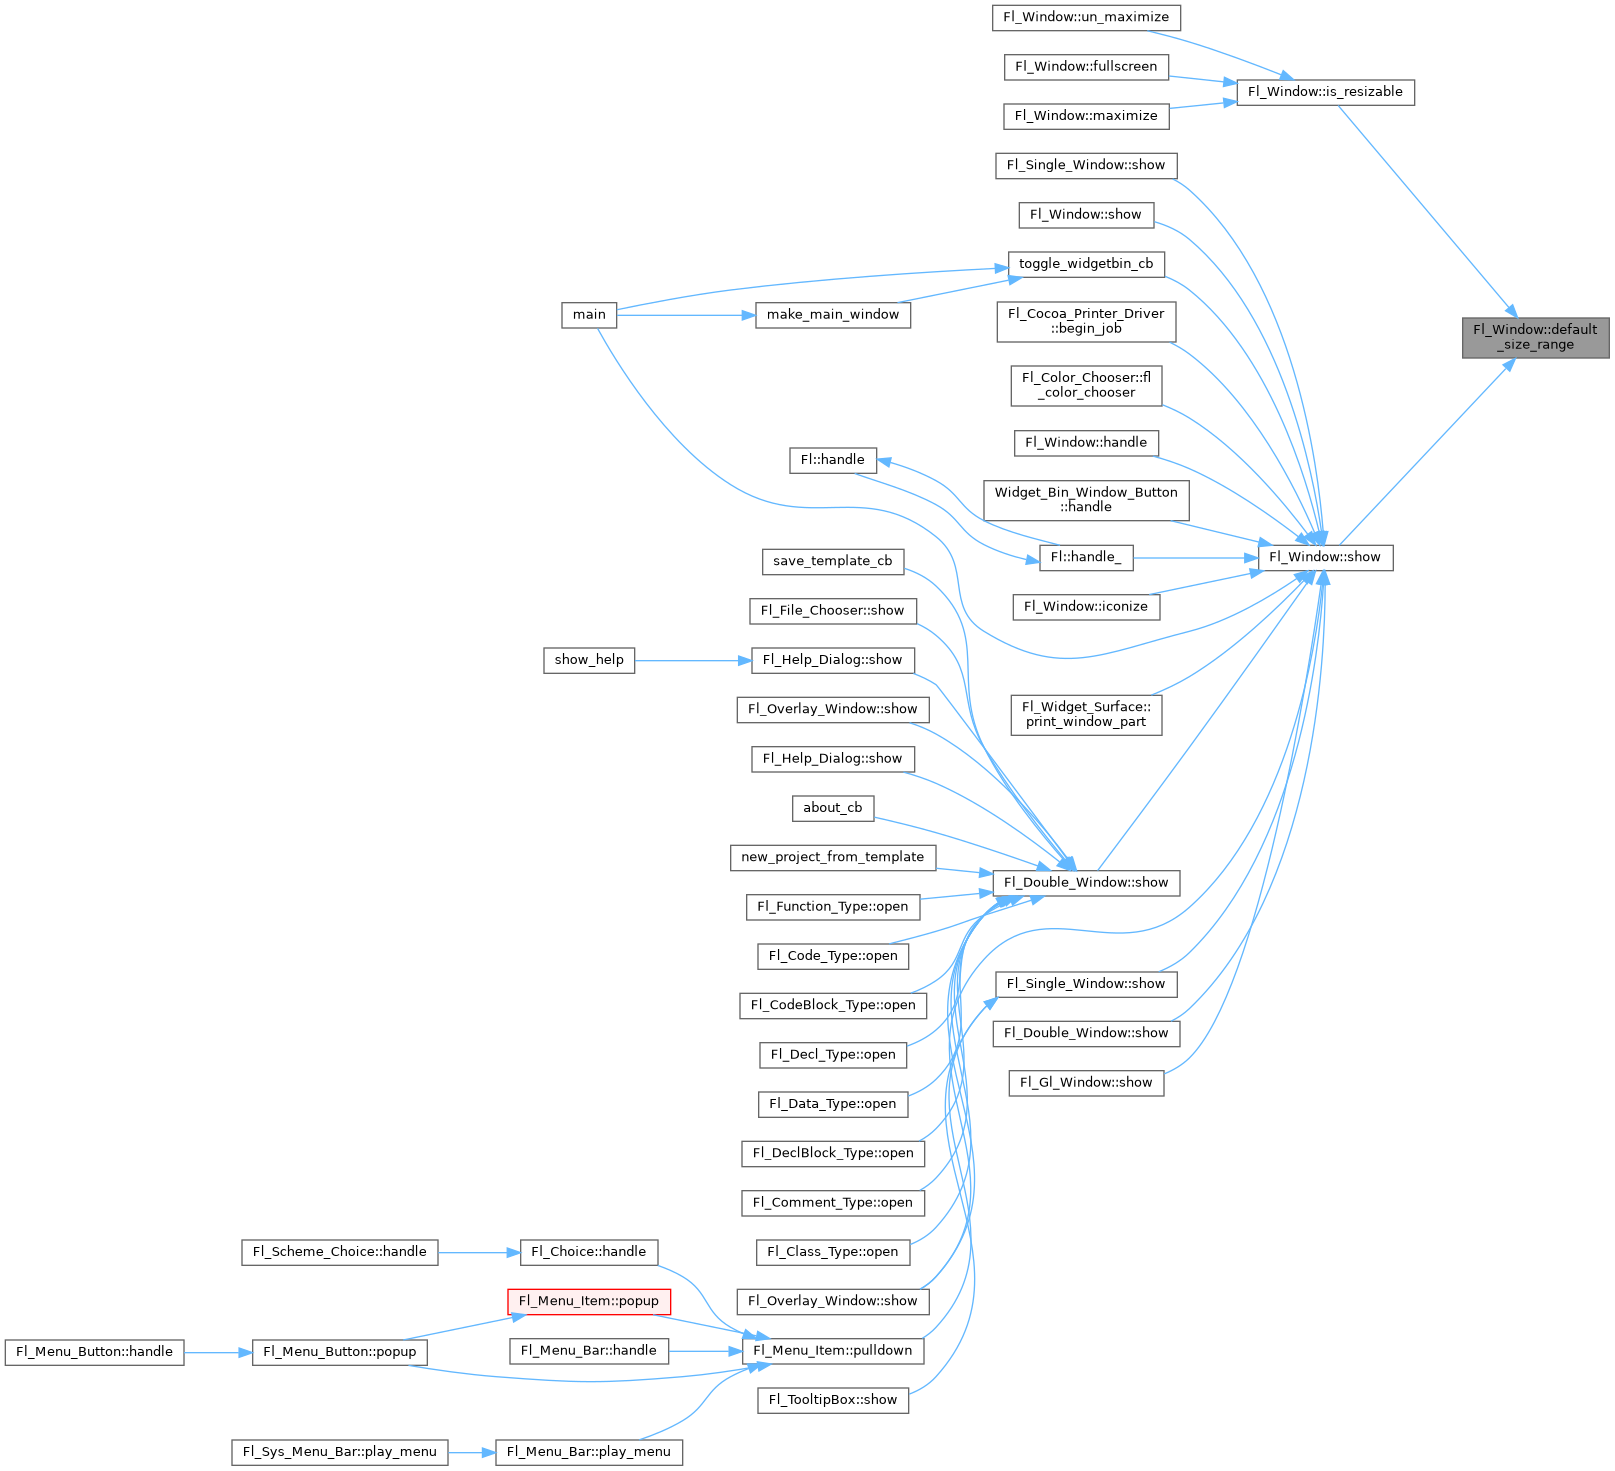 Fl_Window::un_maximize
Fl_Window::fullscreen
Fl_Window::is_resizable
Fl_Window::maximize
Fl_Single_Window::show
Fl_Window::show
toggle_widgetbin_cb
main
make_main_window
Fl_Cocoa_Printer_Driver
::begin_job
Fl_Window::default
_size_range
Fl_Color_Chooser::fl
_color_chooser
Fl_Window::handle
Fl::handle
Widget_Bin_Window_Button
::handle
Fl::handle_
Fl_Window::show
save_template_cb
Fl_Window::iconize
Fl_File_Chooser::show
show_help
Fl_Help_Dialog::show
Fl_Overlay_Window::show
Fl_Widget_Surface::
print_window_part
Fl_Help_Dialog::show
about_cb
new_project_from_template
Fl_Double_Window::show
Fl_Function_Type::open
Fl_Code_Type::open
Fl_Single_Window::show
Fl_CodeBlock_Type::open
Fl_Double_Window::show
Fl_Decl_Type::open
Fl_Gl_Window::show
Fl_Data_Type::open
Fl_DeclBlock_Type::open
Fl_Comment_Type::open
Fl_Scheme_Choice::handle
Fl_Choice::handle
Fl_Class_Type::open
Fl_Menu_Item::popup
Fl_Overlay_Window::show
Fl_Menu_Button::handle
Fl_Menu_Button::popup
Fl_Menu_Bar::handle
Fl_Menu_Item::pulldown
Fl_TooltipBox::show
Fl_Sys_Menu_Bar::play_menu
Fl_Menu_Bar::play_menu